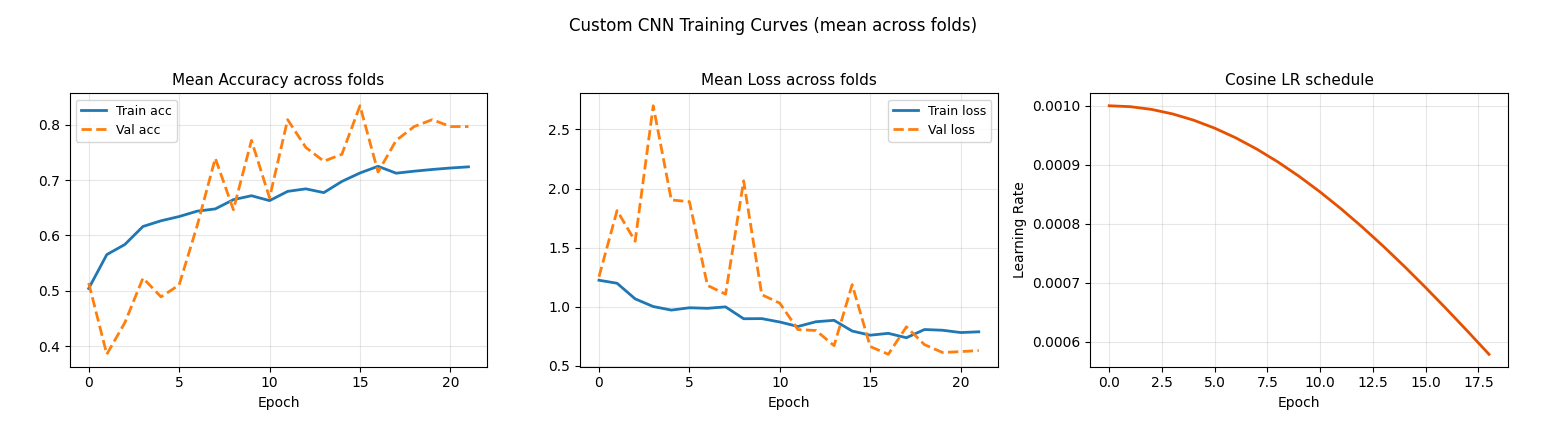 Custom CNN Training Curves (mean across folds)
Mean Accuracy across folds
Train acc
Val acc
0.8
0.7
0.6
0.5
0.4
0
5
10
15
20
Epoch
Mean Loss across folds
Train loss
Val loss
2.5
2.0
1.5
1.0
0.5
0
5
10
15
20
Epoch
Cosine LR schedule
Learning Rate
0.0010
0.0009
0.0008
0.0007
0.0006
0.0
2.5
5.0
7.5
10.0
12.5
15.0
17.5
Epoch